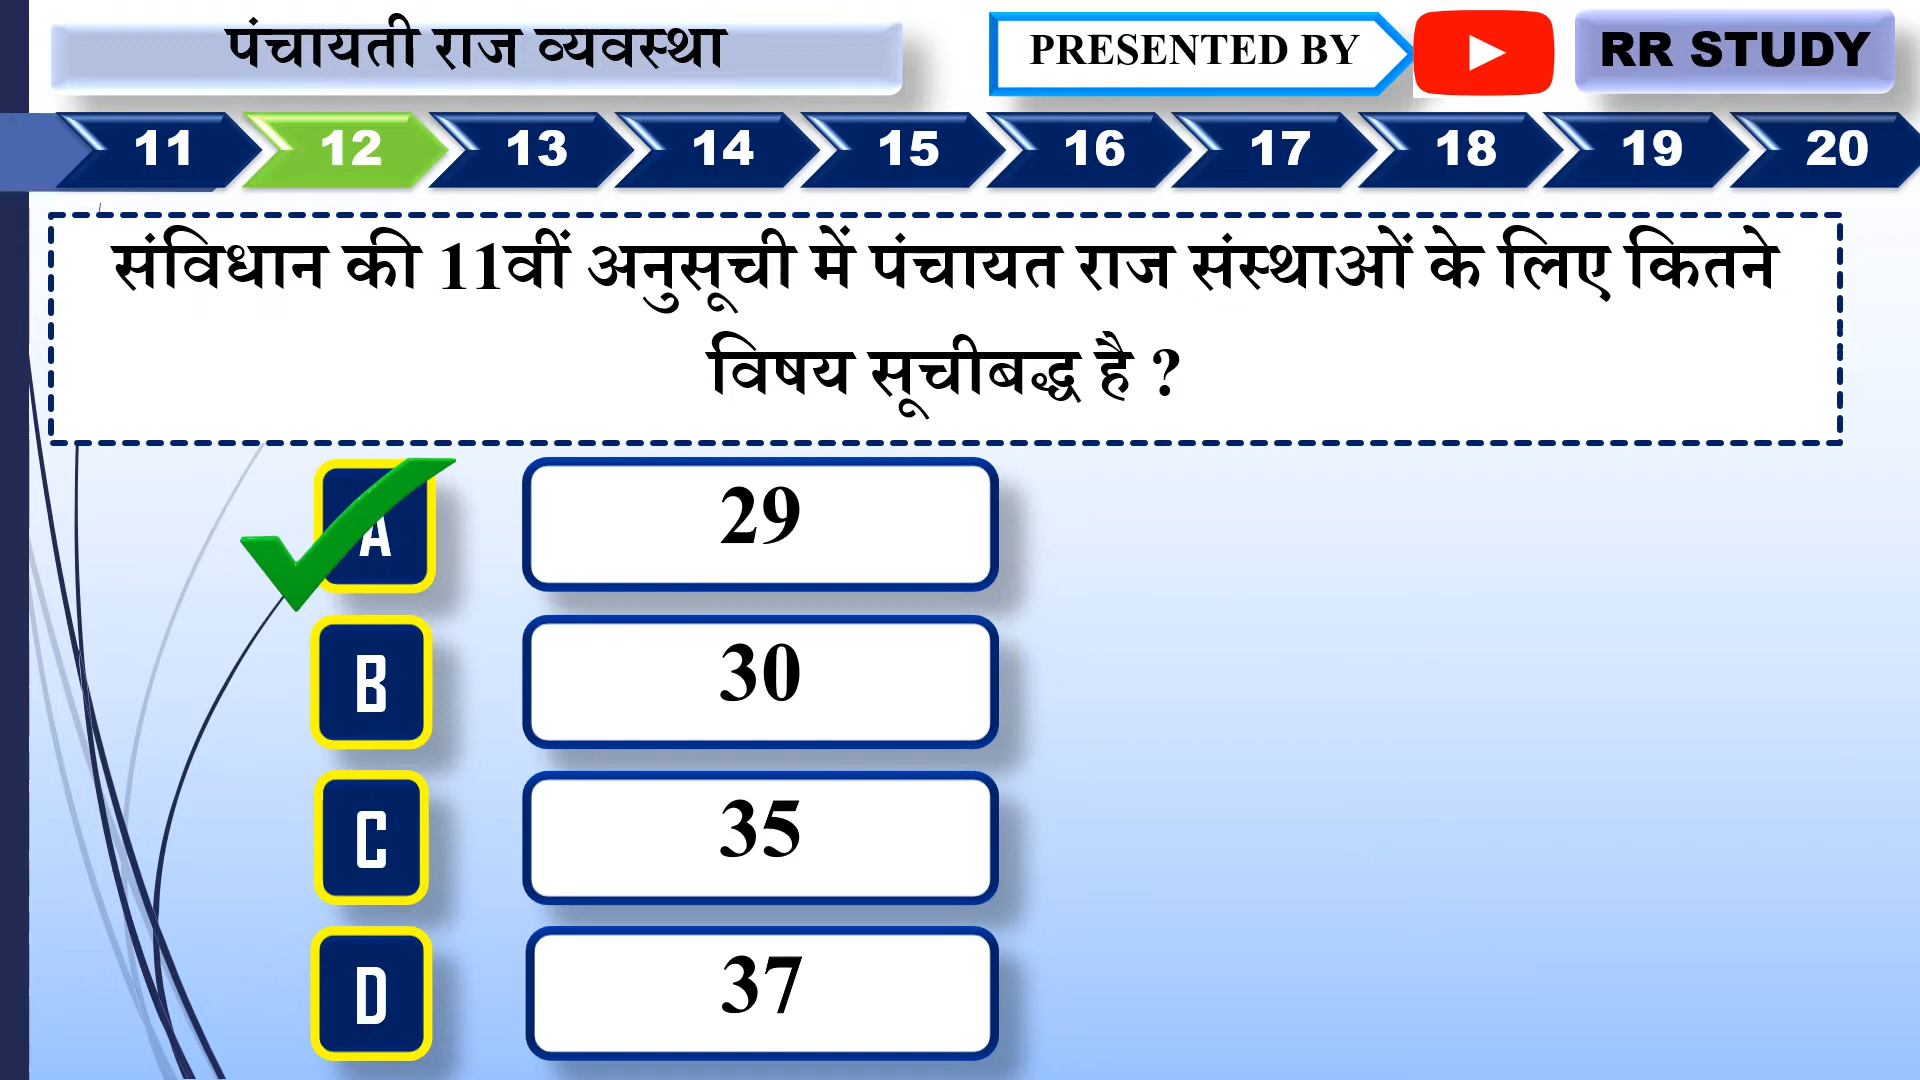 पंचायती राज व्यवस्था
PRESENTED BY
RR STUDY
11 12 13 14 15 16 17 18 19 20
संविधान की 11वीं अनुसूची में पंचायत राज संस्थाओं के लिए कितने
विषय सूचीबद्ध है ?
A 29
B 30
C 35
D 37